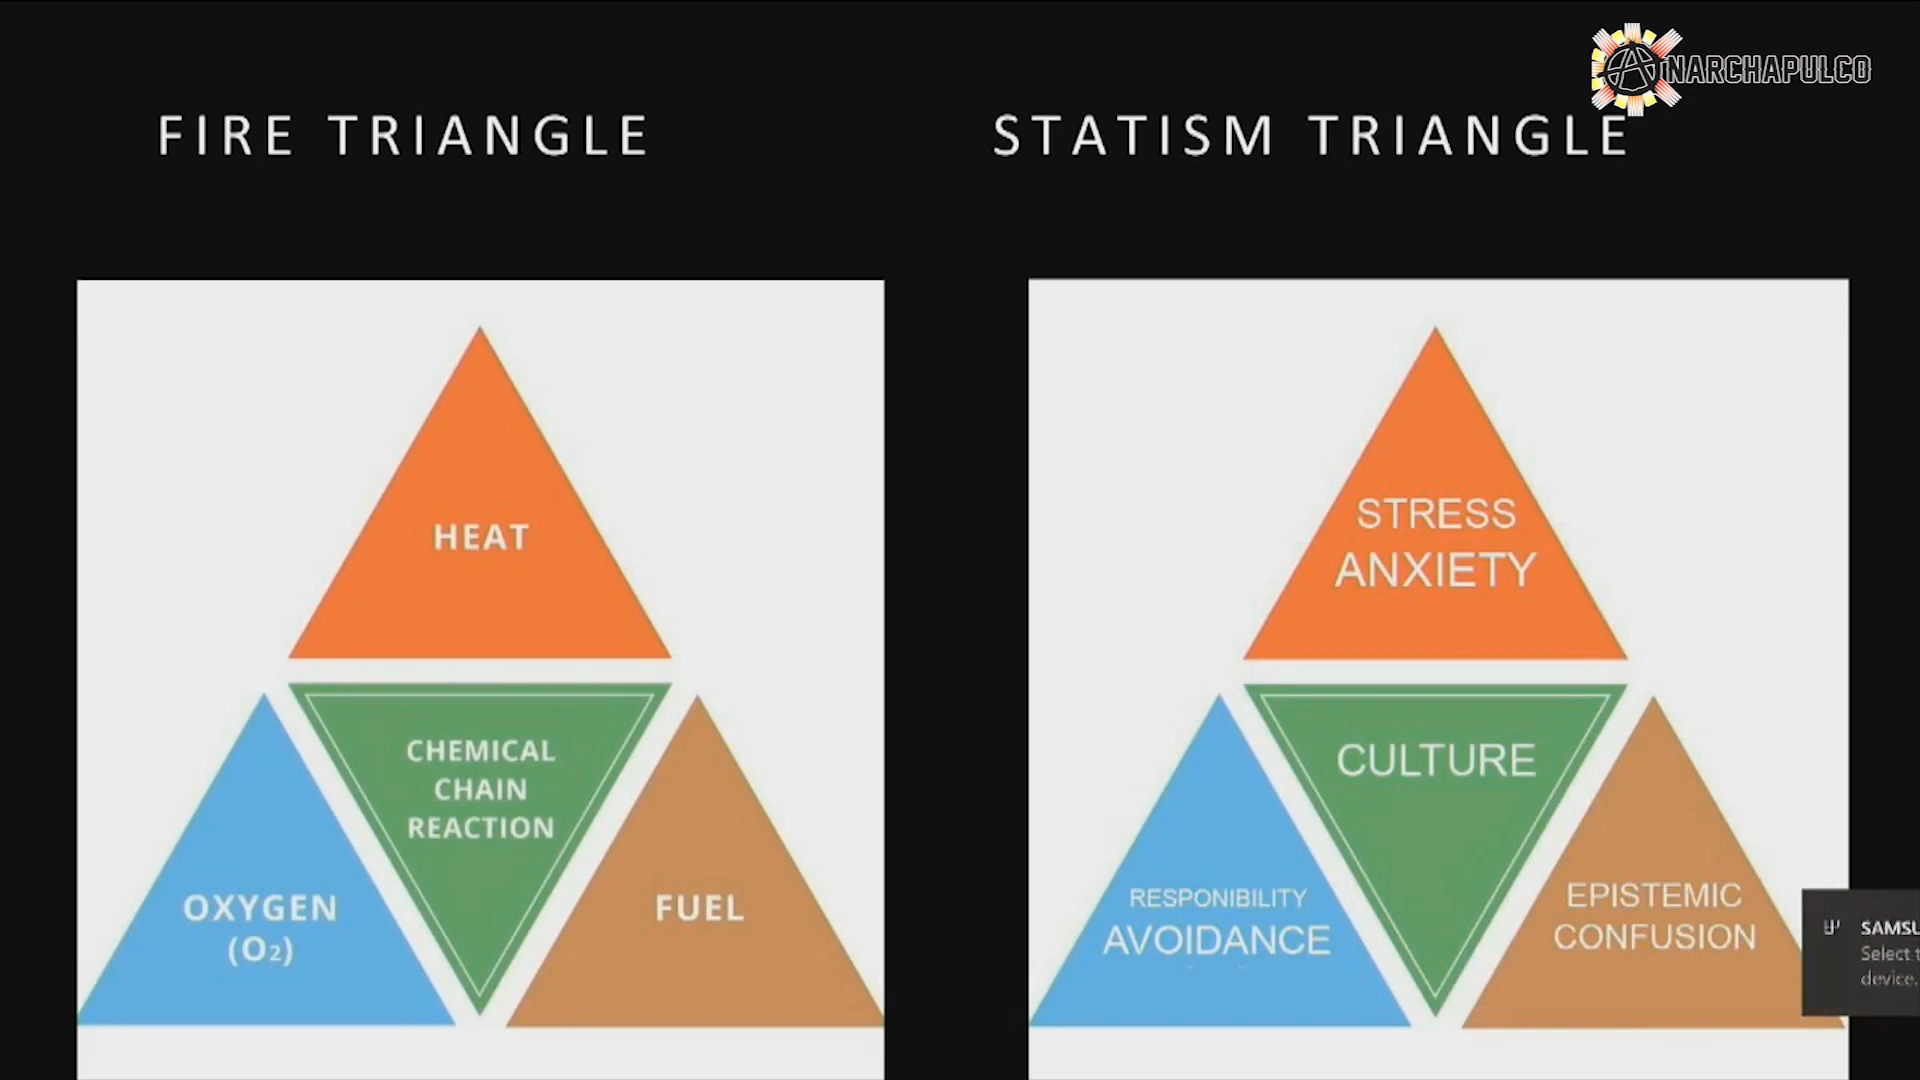 NARCHAPULCO
FIRE TRIANGLE
STATISM TRIANGLE
HEAT
CHEMICAL
CHAIN
REACTION
OXYGEN
(O2)
FUEL
STRESS
ANXIETY
CULTURE
RESPONIBILITY
AVOIDANCE
EPISTEMIC
CONFUSION
SAMSU
Select t
device.